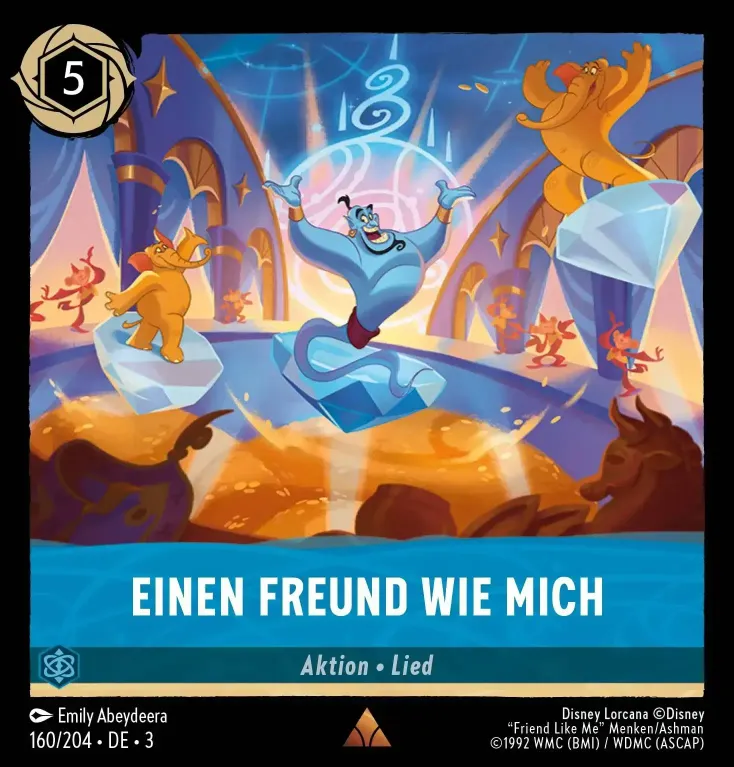 5
EINEN FREUND WIE MICH
Aktion • Lied
Emily Abeydeera
160/204 • DE • 3
Disney Lorcana ©Disney
“Friend Like Me” Menken/Ashman
©1992 WMC (BMI) / WDMC (ASCAP)